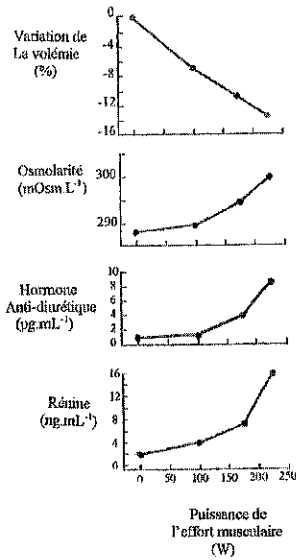 Variation de
La volémie
(%)
0
-4
-8
-12
-16
Osmolarité
(mOsm.L⁻¹)
300
290
Hormone
Anti-diurétique
(pg.mL⁻¹)
10
8
6
4
2
0
Rénine
(ng.mL⁻¹)
16
12
8
4
0
0 50 100 150 200 250
Puissance de
l'effort musculaire
(W)